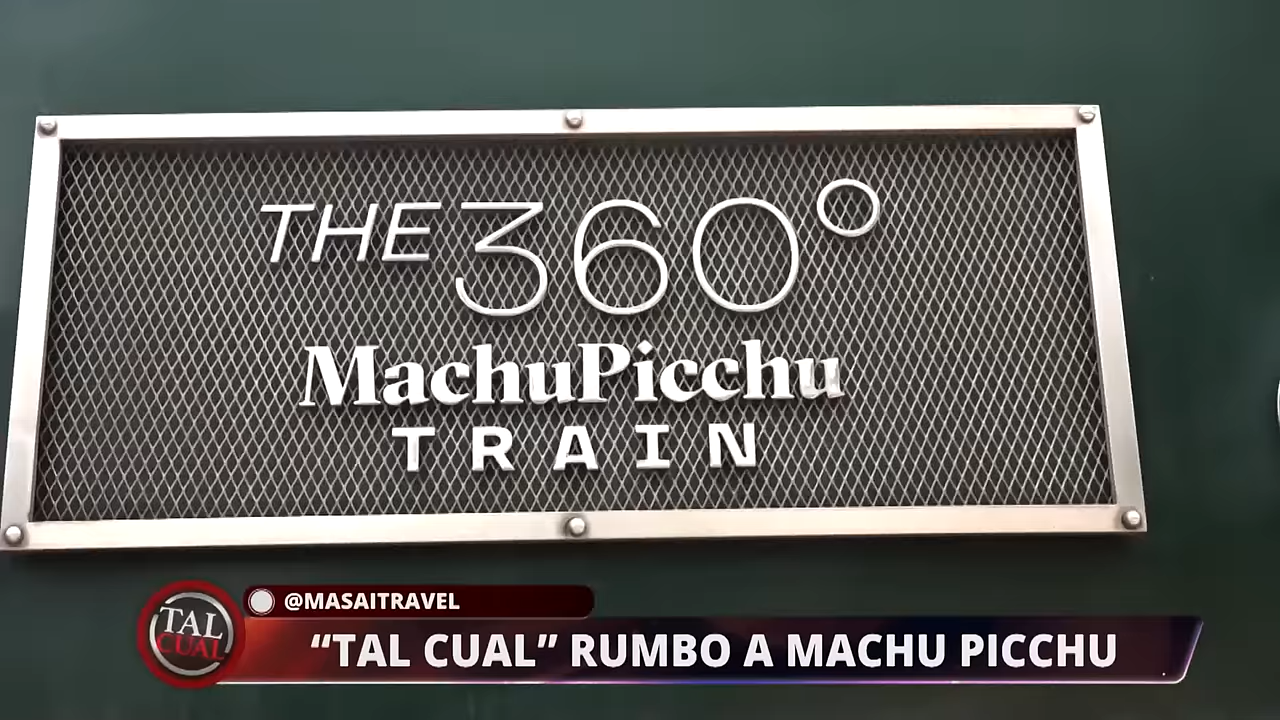 THE 360°
MachuPicchu
TRAIN
@MASAITRAVEL
TAL
CUAL
“TAL CUAL” RUMBO A MACHU PICCHU